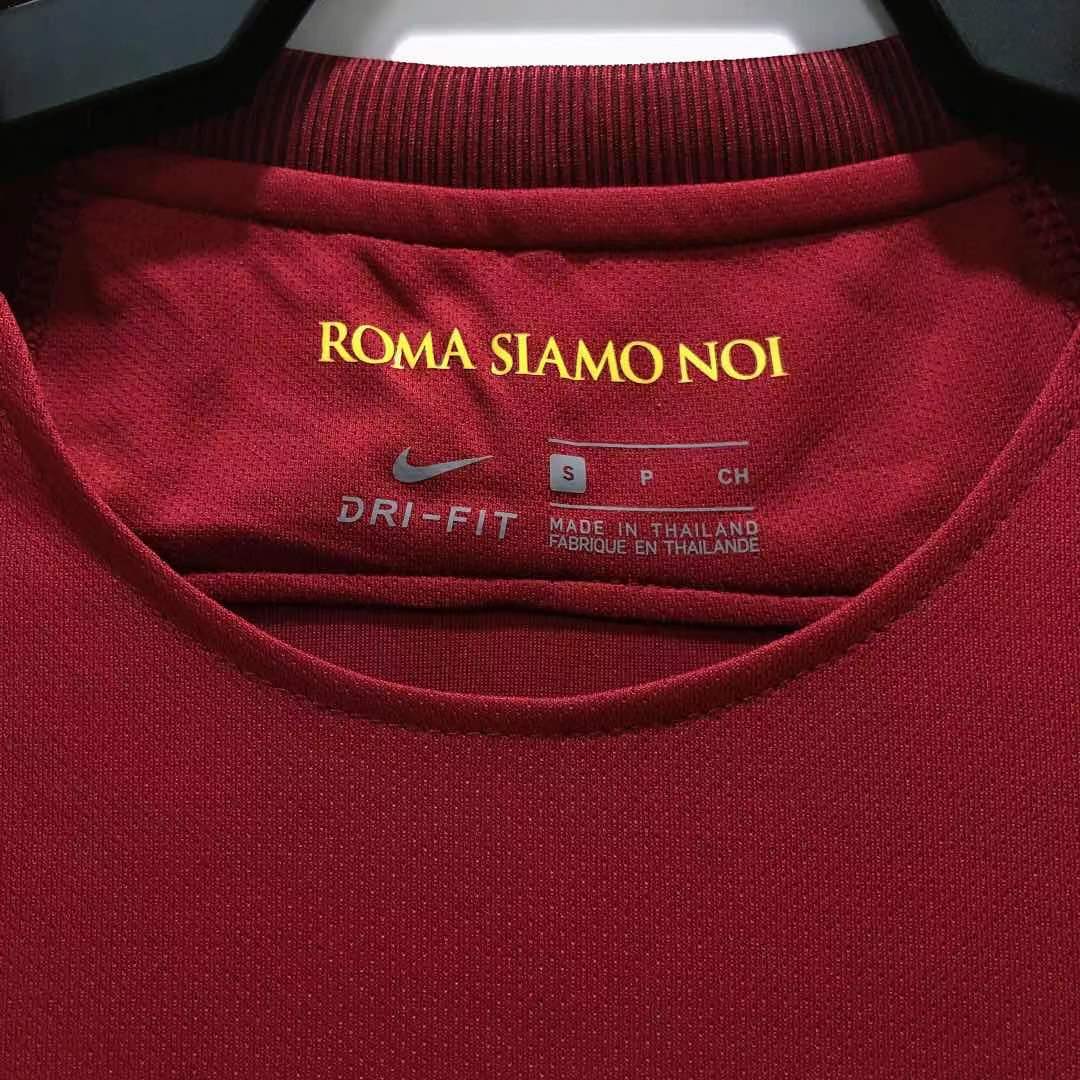 ROMA SIAMO NOI
DRI-FIT
S P CH
MADE IN THAILAND
FABRIQUE EN THAILANDE